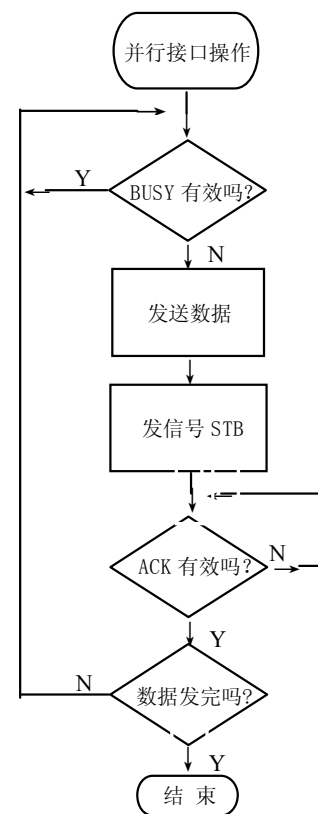 并行接口操作
Y
BUSY 有效吗?
N
发送数据
发信号 STB
ACK 有效吗?
N
Y
N
数据发完吗?
Y
结 束